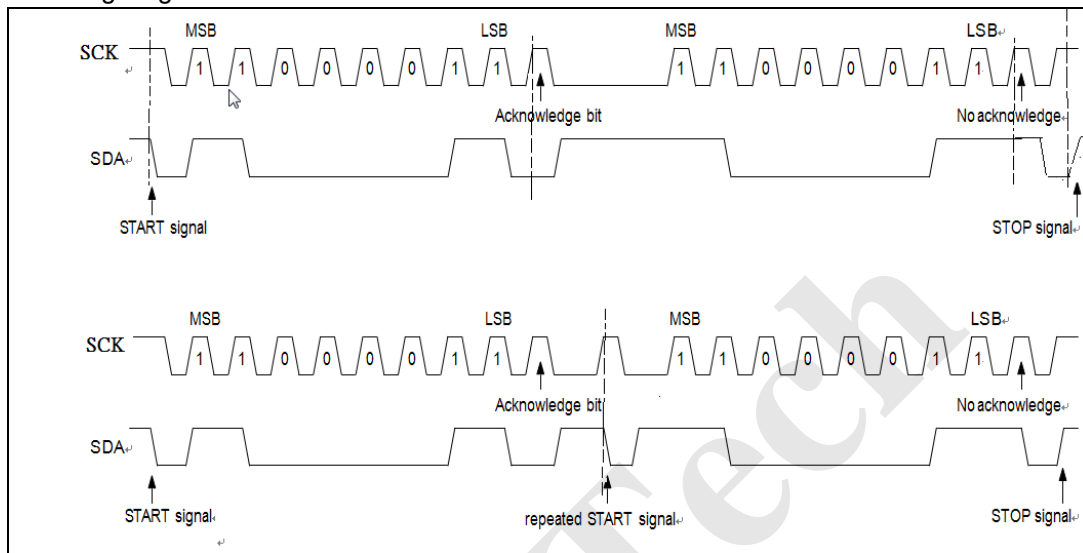 MSB LSB MSB LSB
SCK 1 1 0 0 0 0 1 1 1 1 0 0 0 0 1 1
Acknowledge bit No acknowledge
SDA
START signal STOP signal
MSB LSB MSB LSB
SCK 1 1 0 0 0 0 1 1 1 1 0 0 0 0 1 1
Acknowledge bit No acknowledge
SDA
START signal repeated START signal STOP signal
Tech